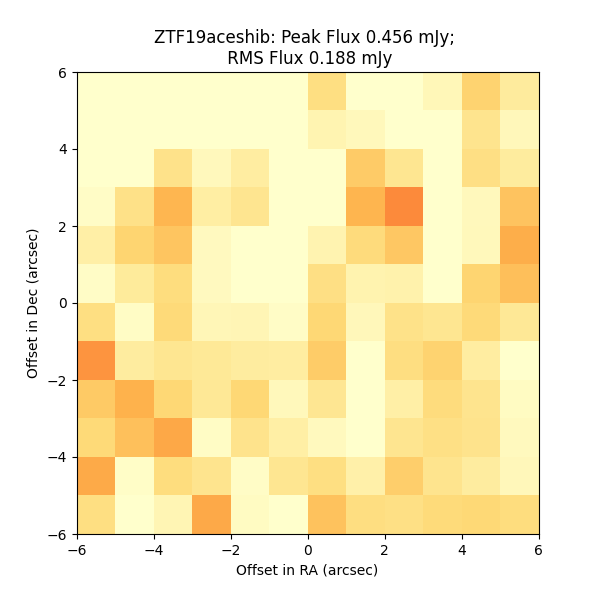 ZTF19aceshib: Peak Flux 0.456 mJy;
RMS Flux 0.188 mJy
6
4
2
0
−2
−4
−6
Offset in Dec (arcsec)
−6 −4 −2 0 2 4 6
Offset in RA (arcsec)